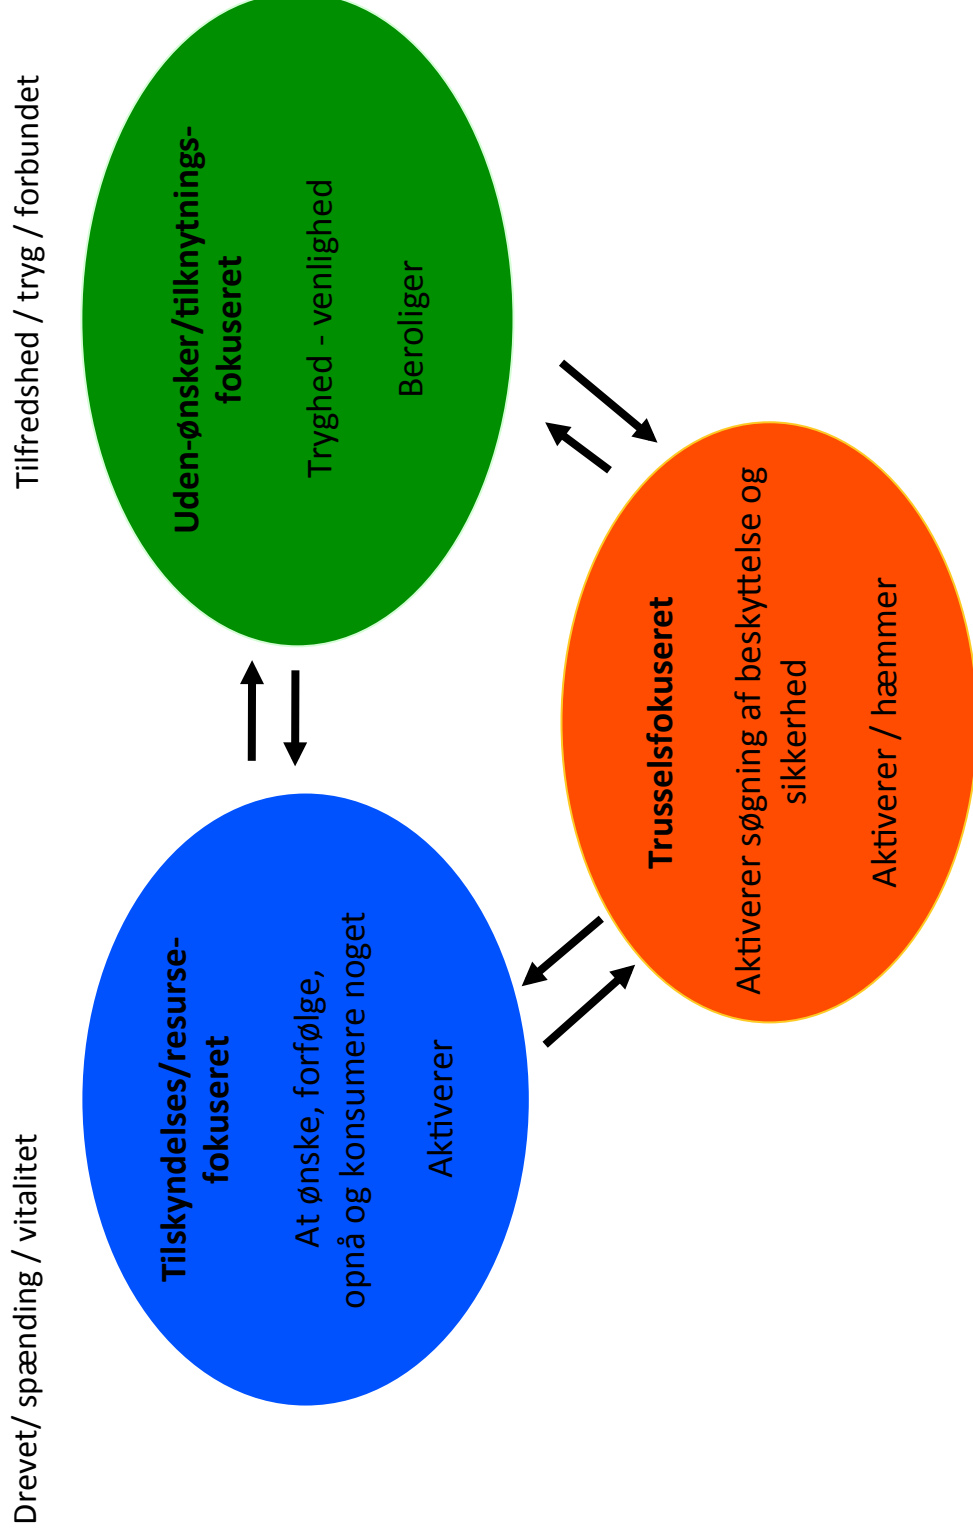 Drevet/ spænding / vitalitet
Tilfredshed / tryg / forbundet
Tilskyndelses/resurse-
fokuseret
At ønske, forfølge,
opnå og konsumere noget
Aktiverer
Uden-ønsker/tilknytnings-
fokuseret
Tryghed - venlighed
Beroliger
Trusselsfokuseret
Aktiverer søgning af beskyttelse og
sikkerhed
Aktiverer / hæmmer